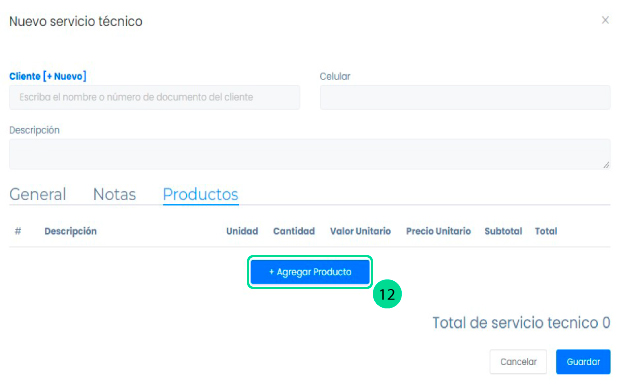 Nuevo servicio técnico
Cliente [+ Nuevo] Celular
Escriba el nombre o número de documento del cliente
Descripción
General Notas Productos
# Descripción Unidad Cantidad Valor Unitario Precio Unitario Subtotal Total
+ Agregar Producto
12
Total de servicio tecnico 0
Cancelar Guardar